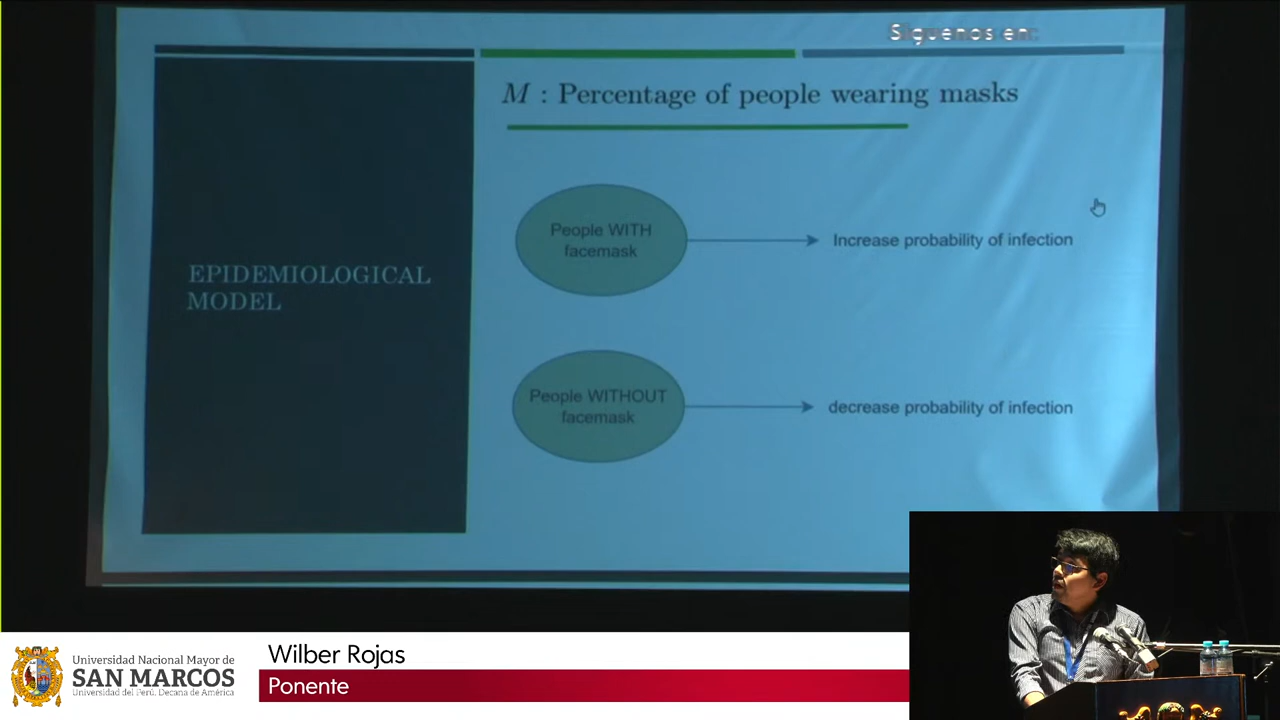 Síguenos en:
M : Percentage of people wearing masks
EPIDEMIOLOGICAL
MODEL
People WITH
facemask
Increase probability of infection
People WITHOUT
facemask
decrease probability of infection
Wilber Rojas
Ponente
Universidad Nacional Mayor de
SAN MARCOS
Universidad del Perú. Decana de América